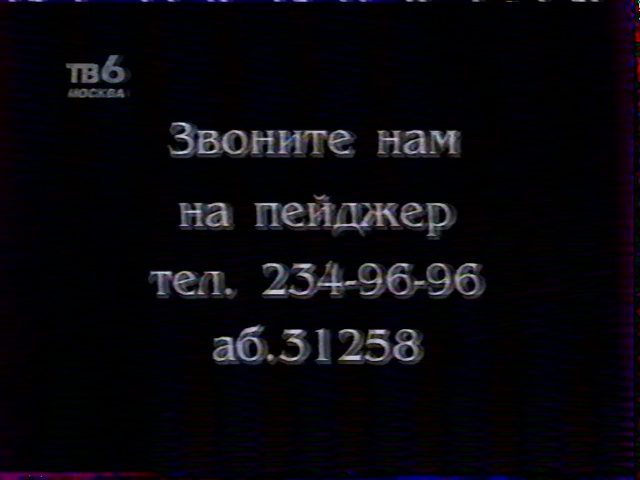 ТВ6
МОСКВА
Звоните нам
на пейджер
тел. 234-96-96
аб.31258